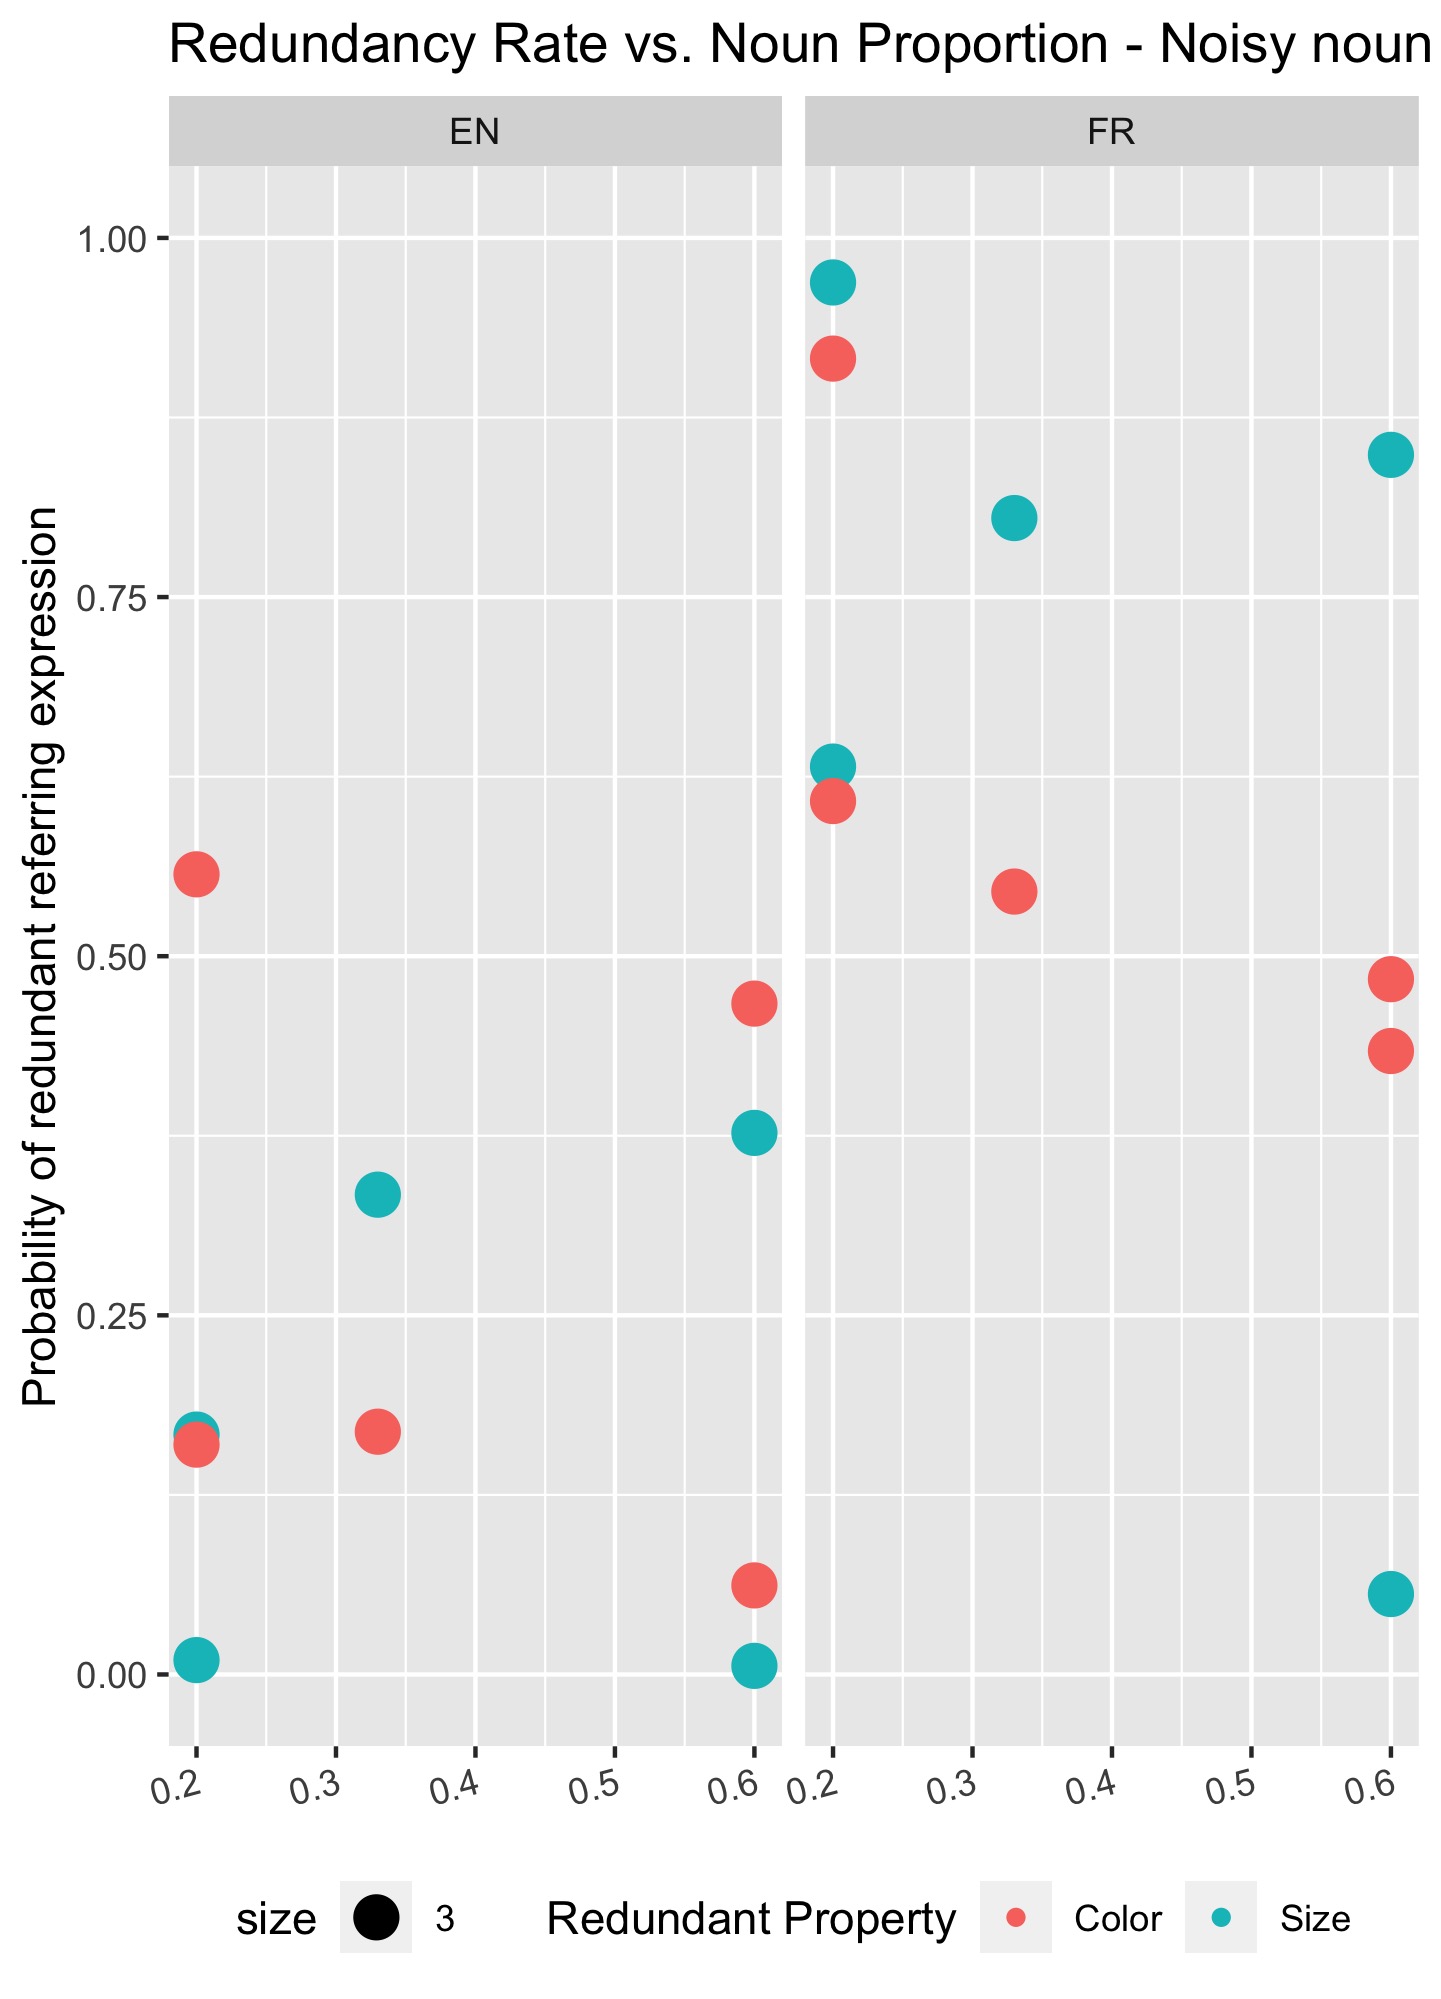 Redundancy Rate vs. Noun Proportion - Noisy noun
EN
FR
Probability of redundant referring expression
1.00
0.75
0.50
0.25
0.00
0.2 0.3 0.4 0.5 0.6
0.2 0.3 0.4 0.5 0.6
size 3 Redundant Property Color Size